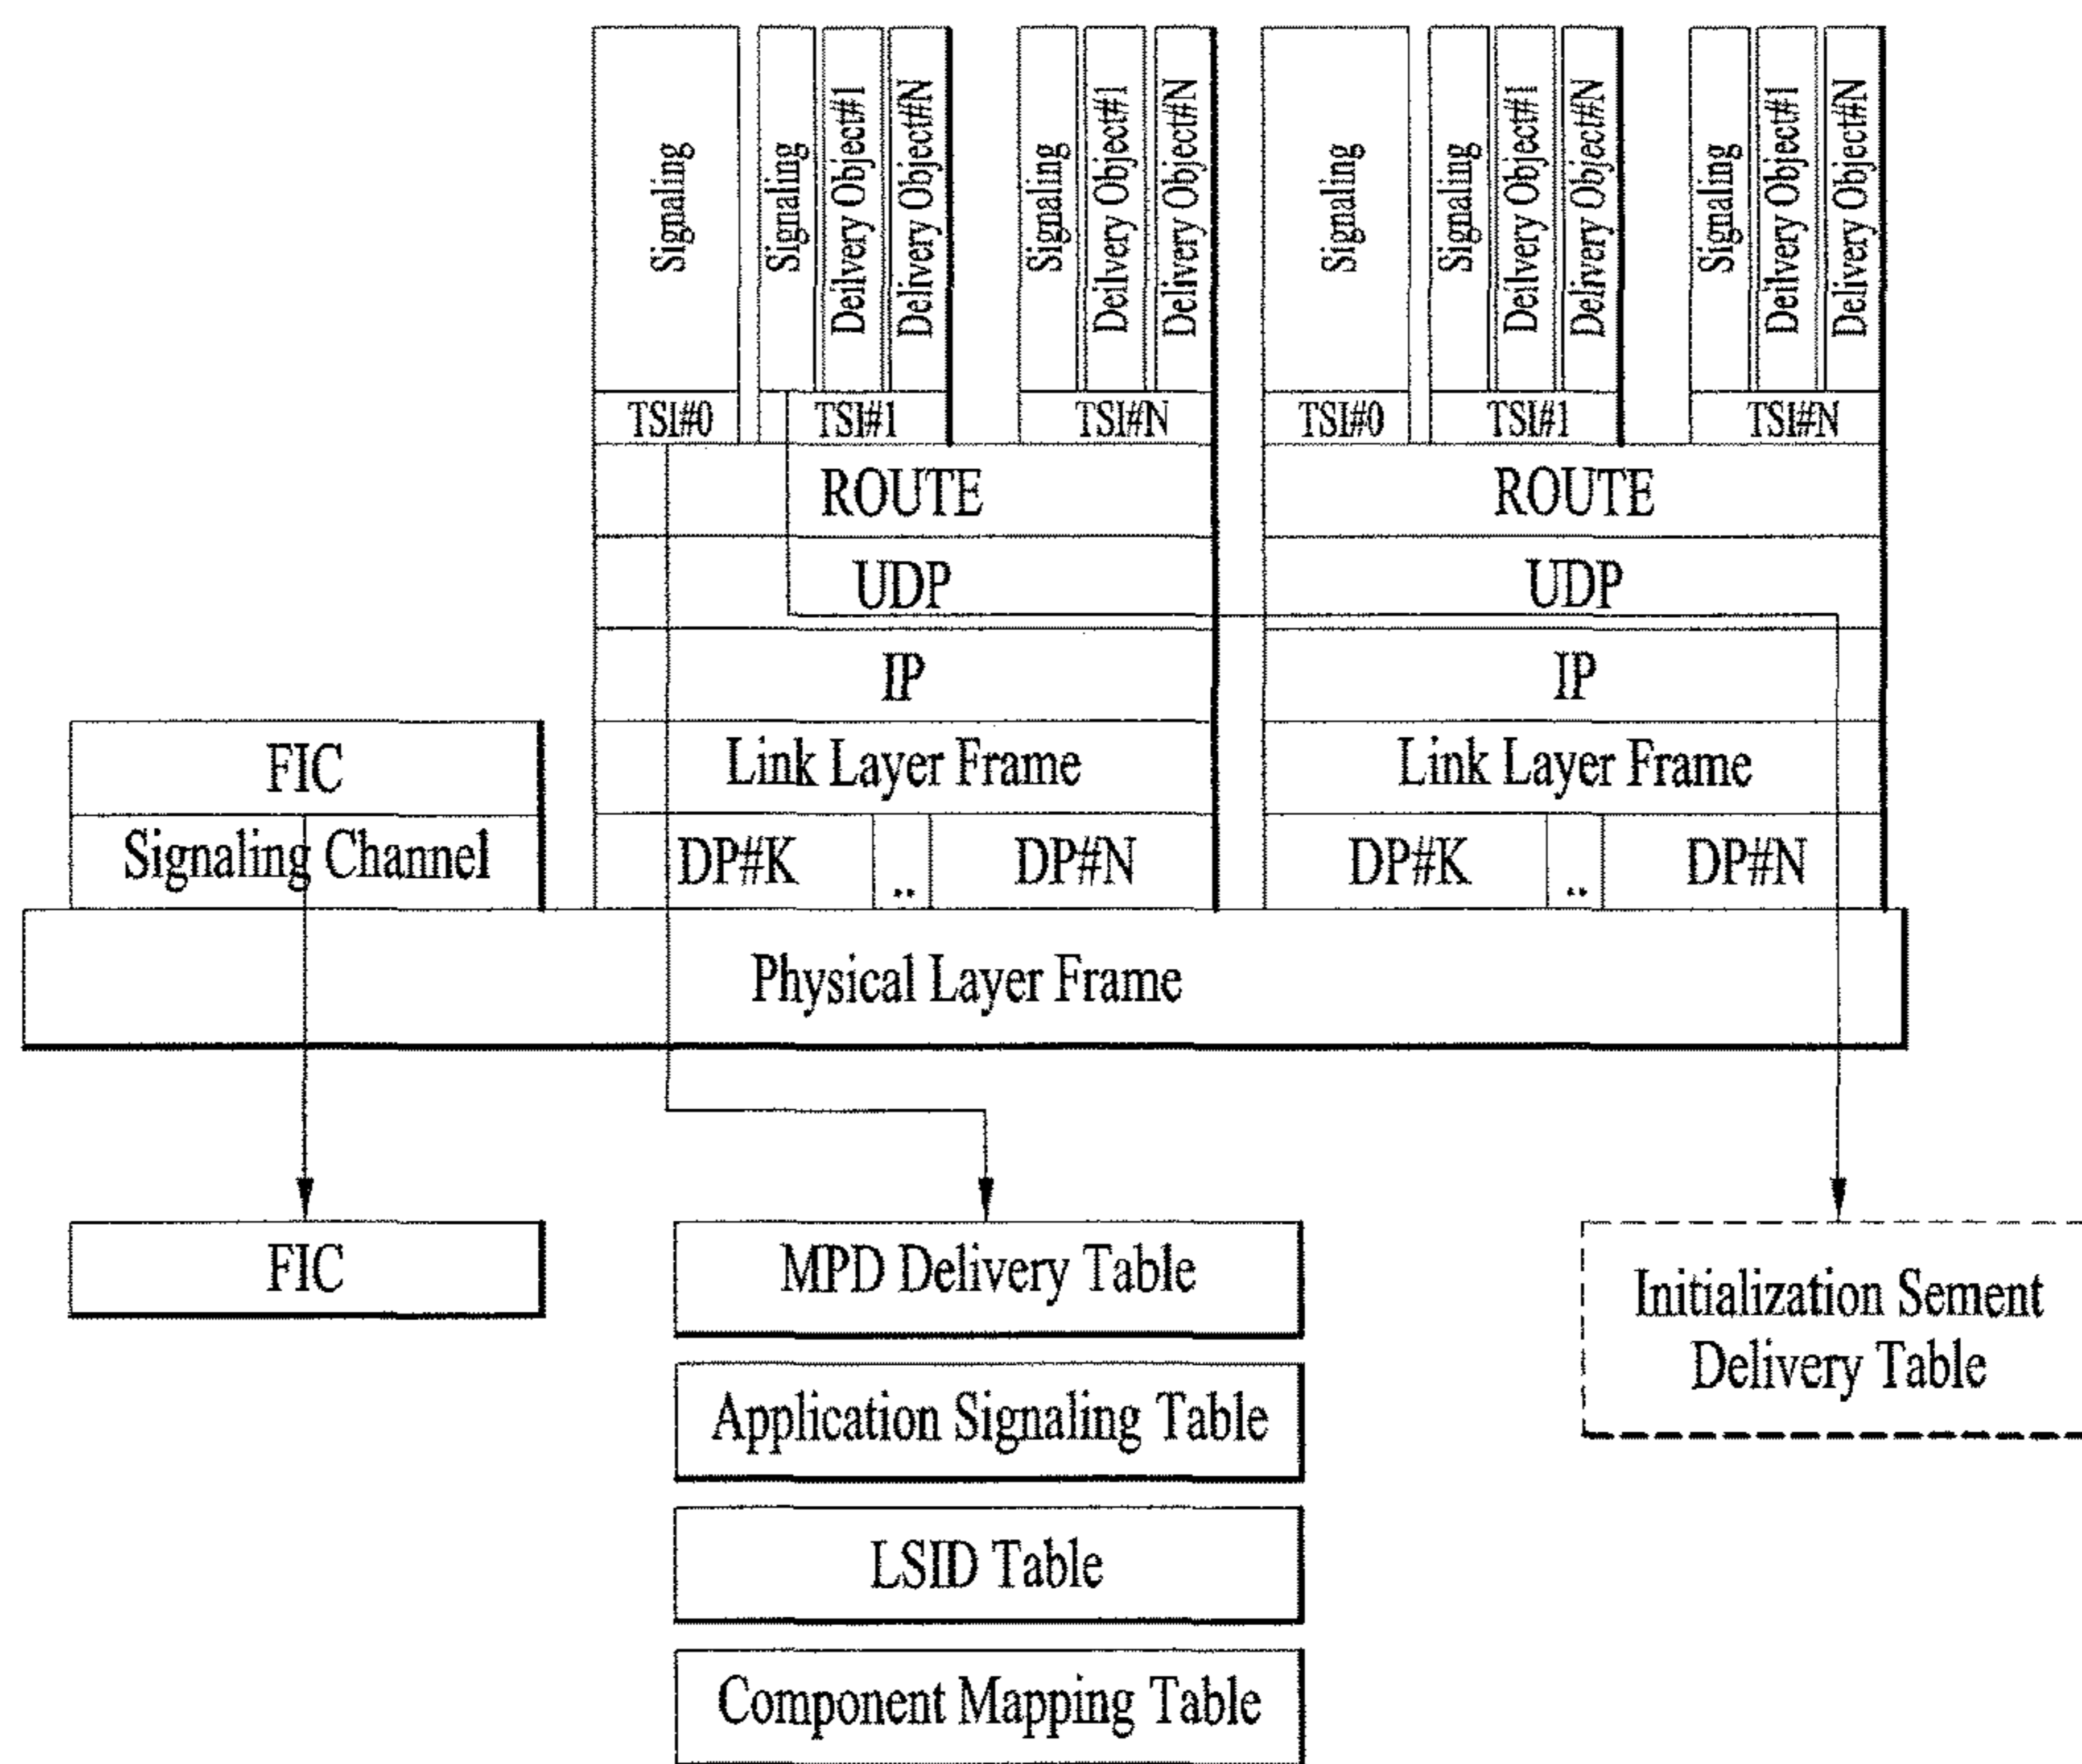 Signaling
Signaling
Deilvery Object#1
Delivery Object#N
Signaling
Deilvery Object#1
Delivery Object#N
Signaling
Signaling
Deilvery Object#1
Delivery Object#N
Signaling
Deilvery Object#1
Delivery Object#N
TSI#0
TSI#1
TSI#N
TSI#0
TSI#1
TSI#N
ROUTE
ROUTE
UDP
UDP
IP
IP
FIC
Link Layer Frame
Link Layer Frame
Signaling Channel
DP#K
..
DP#N
DP#K
..
DP#N
Physical Layer Frame
FIC
MPD Delivery Table
Initialization Sement
Delivery Table
Application Signaling Table
LSID Table
Component Mapping Table